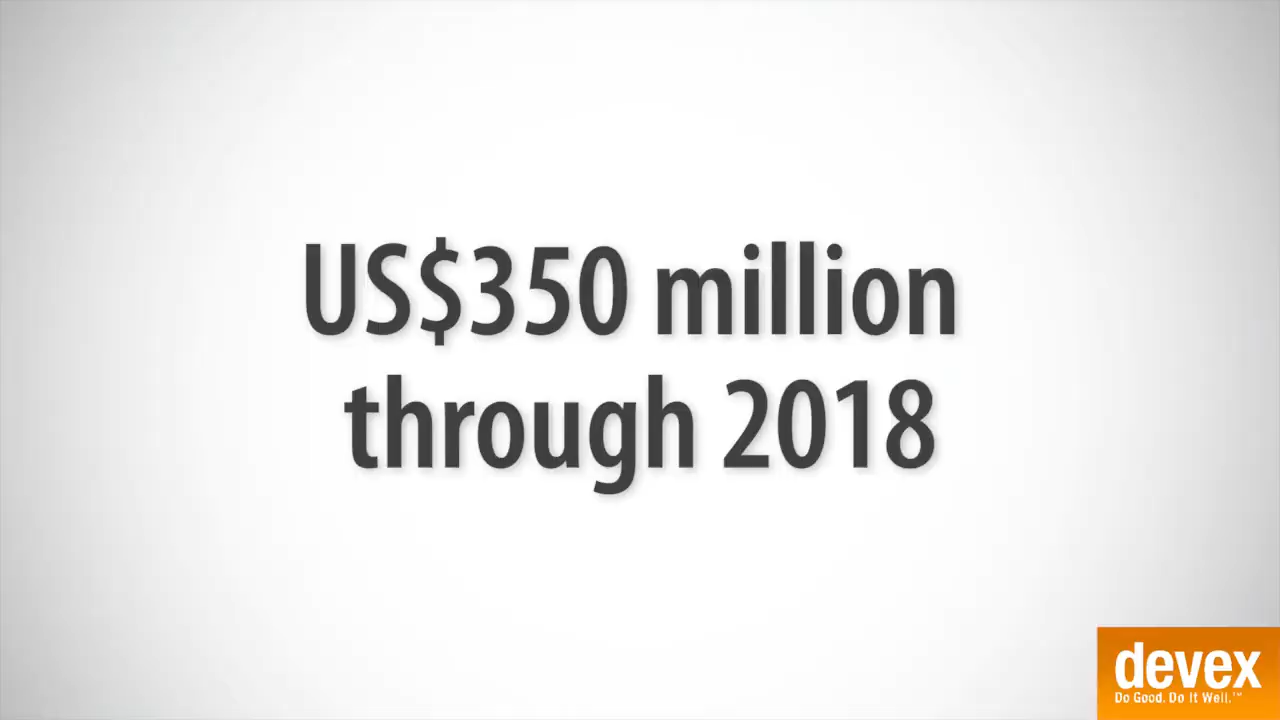 US$350 million
through 2018
devex
Do Good. Do It Well.™